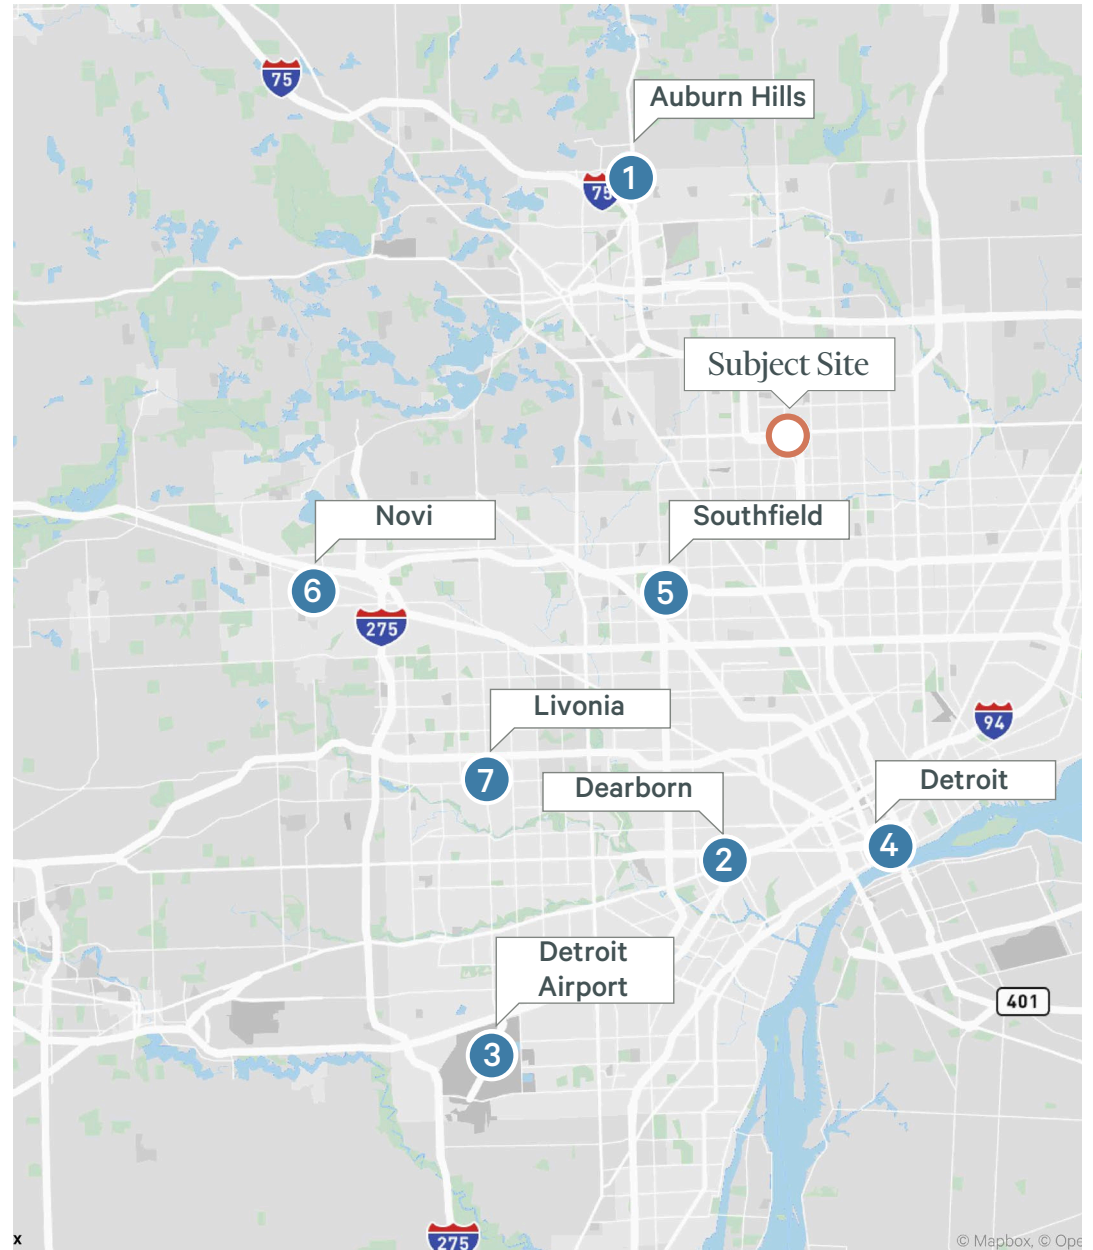 75
Auburn Hills
75
1
Subject Site
Novi
Southfield
6
5
275
Livonia
94
7
Dearborn
Detroit
2
4
Detroit
Airport
401
3
x
275
© Mapbox, © Ope